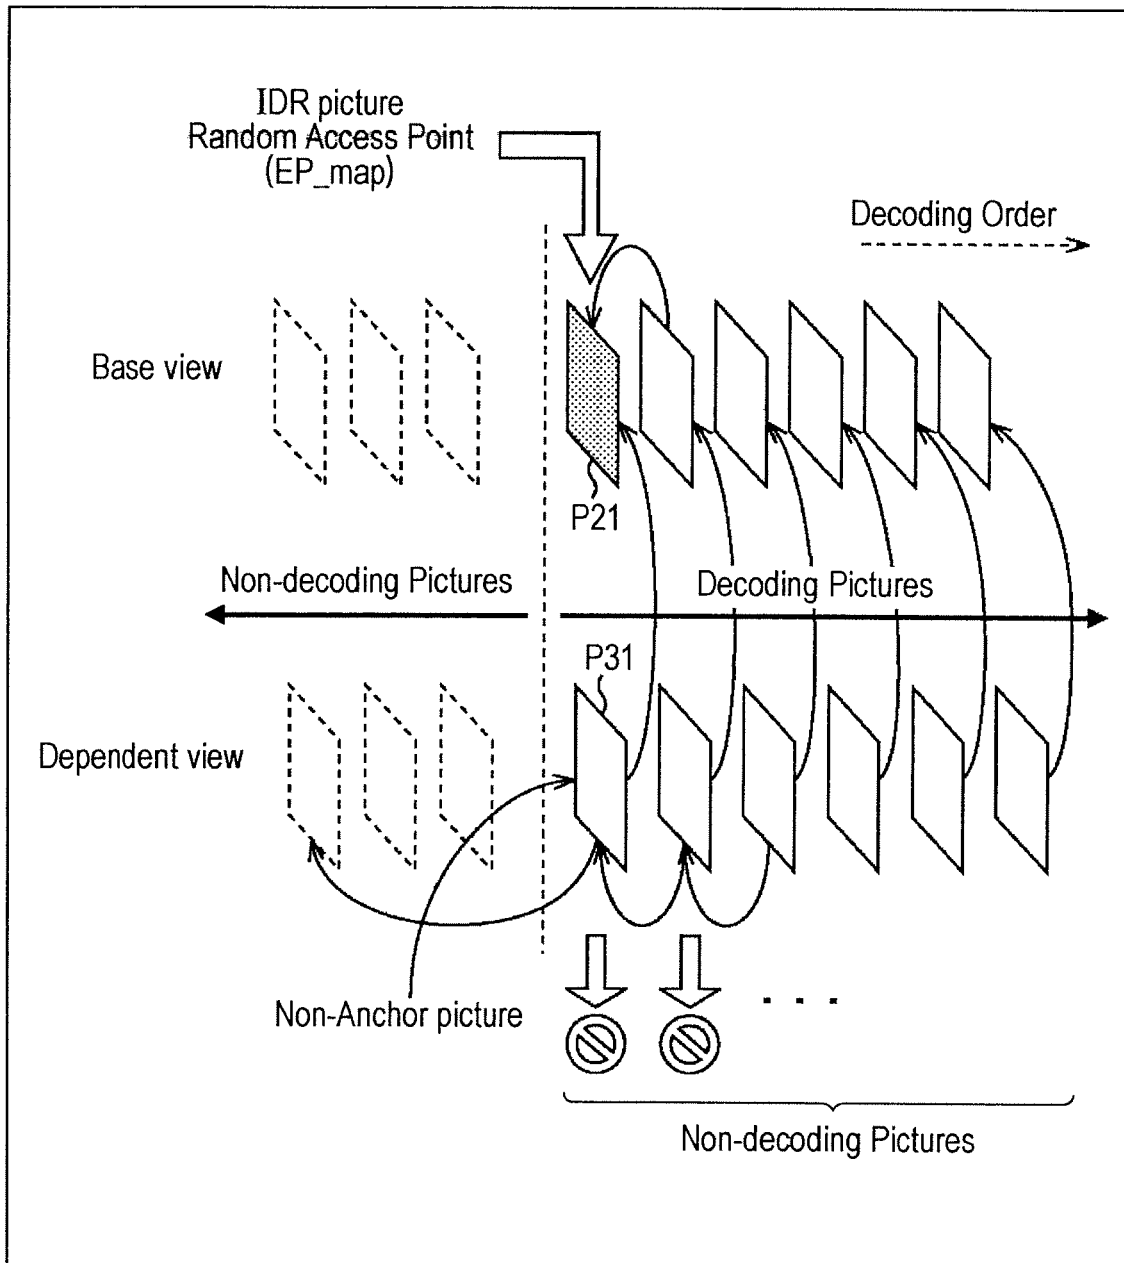 IDR picture
Random Access Point
(EP_map)
Decoding Order
Base view
P21
Non-decoding Pictures
Decoding Pictures
P31
Dependent view
Non-Anchor picture
. . .
Non-decoding Pictures